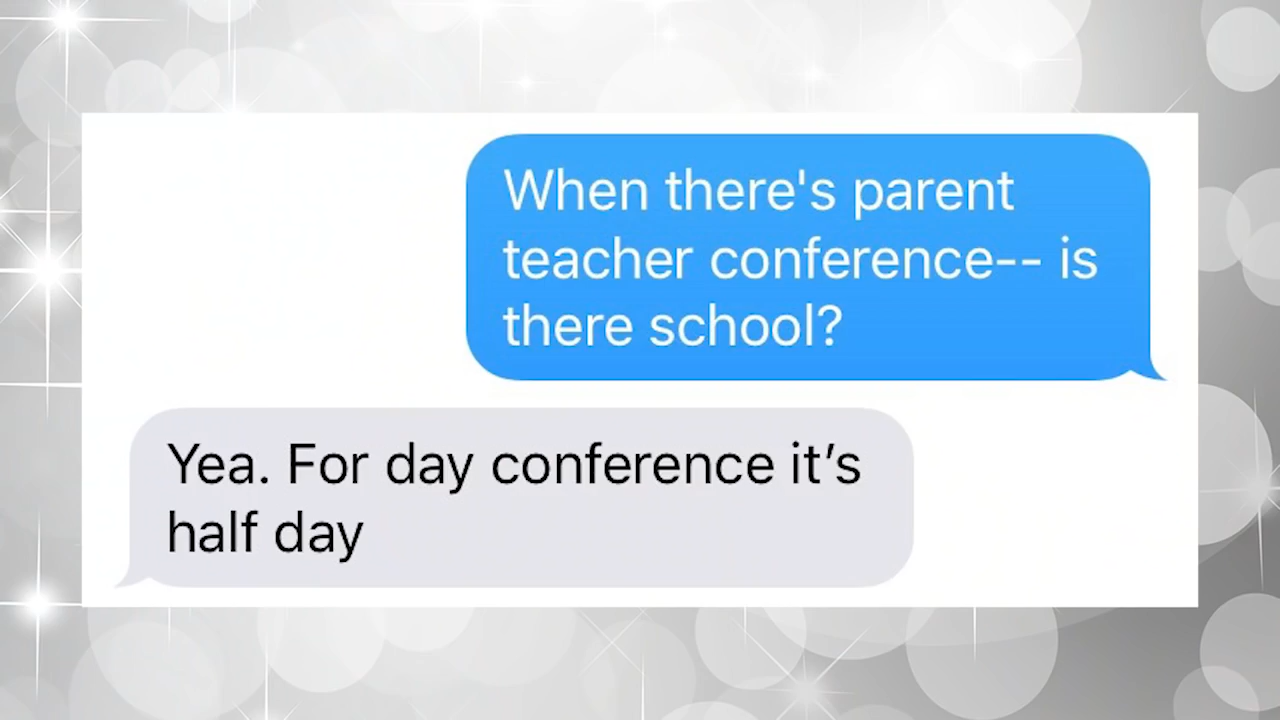 When there's parent
teacher conference-- is
there school?
Yea. For day conference it’s
half day